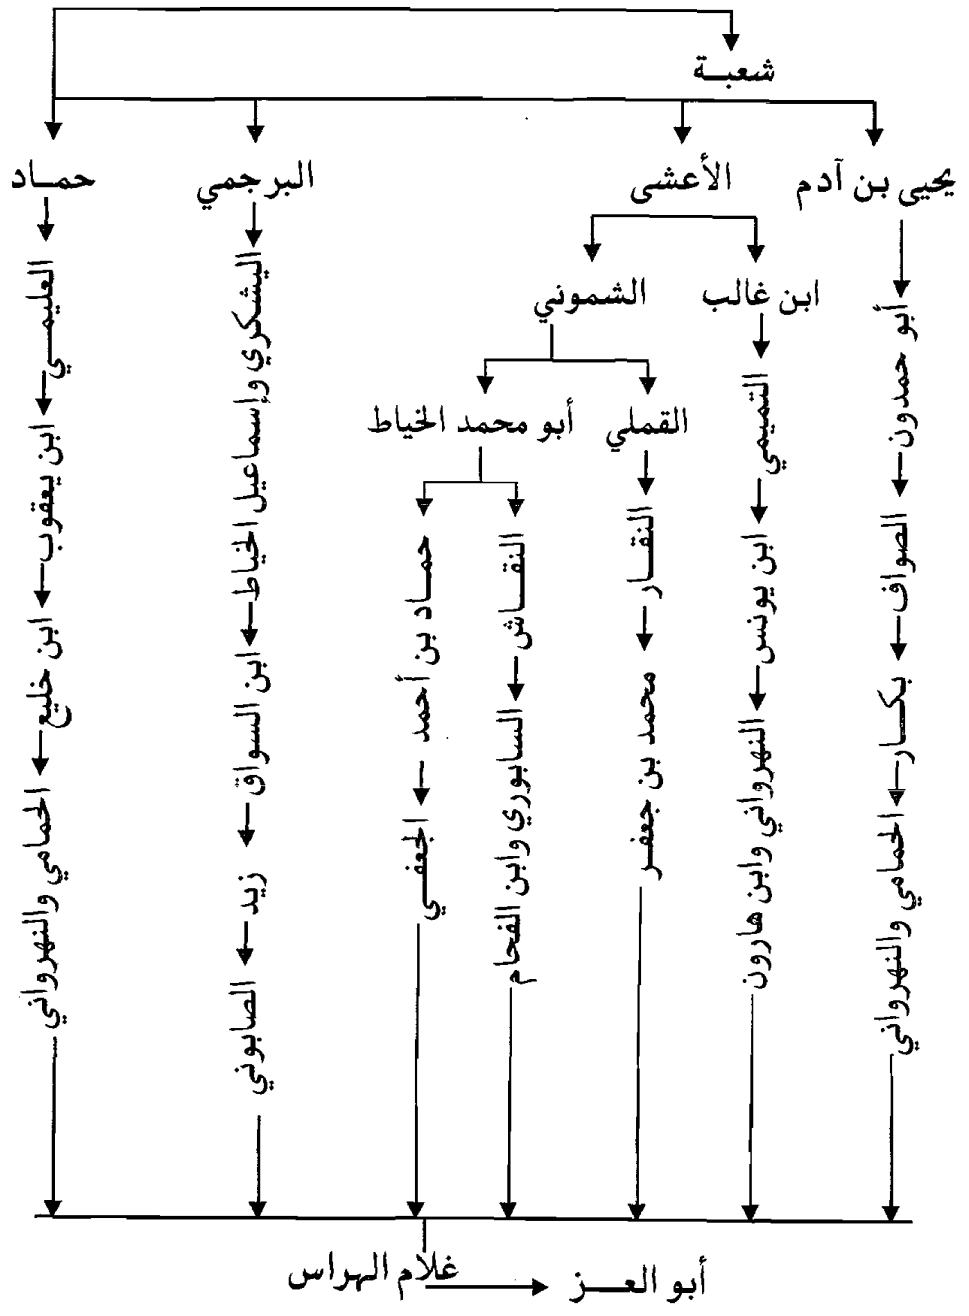 شعبة
يحيى بن آدم
الأعشى
البرجمي
حماد
ابن غالب
الشموني
القملي
أبو محمد الخياط
أبو حمدون
الصواف
بكار
الحمامي والنهرواني
التميمي
ابن يونس
النهرواني وابن هارون
النقار
محمد بن جعفر
النقاش
السابوري وابن الفحام
حماد بن أحمد
الجعفي
اليشكري وإسماعيل الخياط
ابن السواق
زيد
الصابوني
العليمي
ابن يعقوب
ابن خليع
الحمامي والنهرواني
غلام الهراس
أبو العز